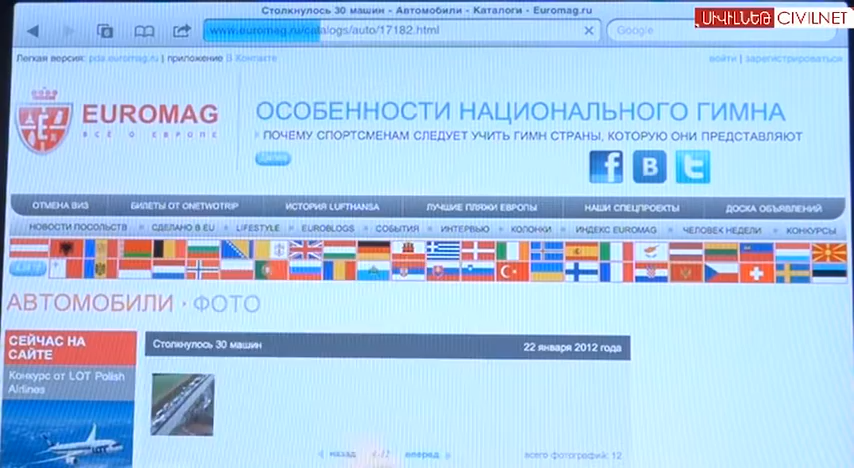 Столкнулось 30 машин - Автомобили - Каталоги - Euromag.ru
ՍԻՎԻԼՆԵԹ CIVILNET
www.euromag.ru/catalogs/auto/17182.html
Google
Легкая версия: pda.euromag.ru | приложение В Контакте
войти | зарегистрироваться
EUROMAG
ВСЁ О ЕВРОПЕ
ОСОБЕННОСТИ НАЦИОНАЛЬНОГО ГИМНА
ПОЧЕМУ СПОРТСМЕНАМ СЛЕДУЕТ УЧИТЬ ГИМН СТРАНЫ, КОТОРУЮ ОНИ ПРЕДСТАВЛЯЮТ
ОТМЕНА ВИЗ БИЛЕТЫ ОТ ONETWOTRIP ИСТОРИЯ LUFTHANSA ЛУЧШИЕ ПЛЯЖИ ЕВРОПЫ НАШИ СПЕЦПРОЕКТЫ ДОСКА ОБЪЯВЛЕНИЙ
НОВОСТИ ПОСОЛЬСТВ СДЕЛАНО В EU LIFESTYLE EUROBLOGS СОБЫТИЯ ИНТЕРВЬЮ КОЛОНКИ ИНДЕКС EUROMAG ЧЕЛОВЕК НЕДЕЛИ КОНКУРСЫ
АВТОМОБИЛИ · ФОТО
СЕЙЧАС НА
САЙТЕ
Конкурс от LOT Polish
Airlines
LOT
Столкнулось 30 машин 22 января 2012 года
назад 4-12 вперед
всего фотографий: 12